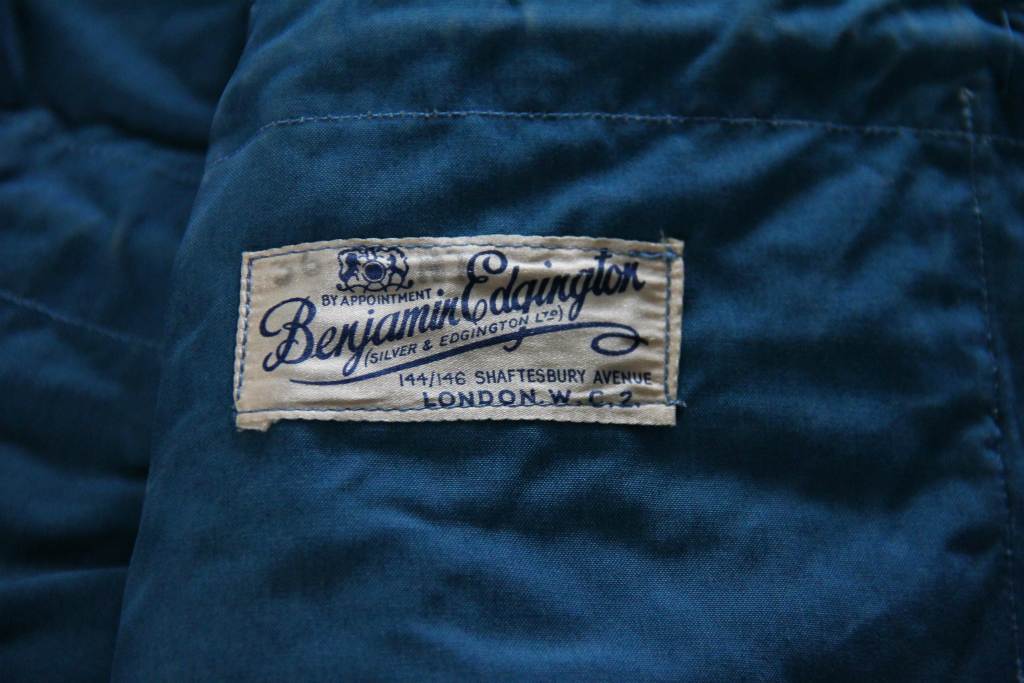 BY APPOINTMENT
Benjamin Edgington
(SILVER & EDGINGTON LTD)
144/146 SHAFTESBURY AVENUE
LONDON. W. C. 2.